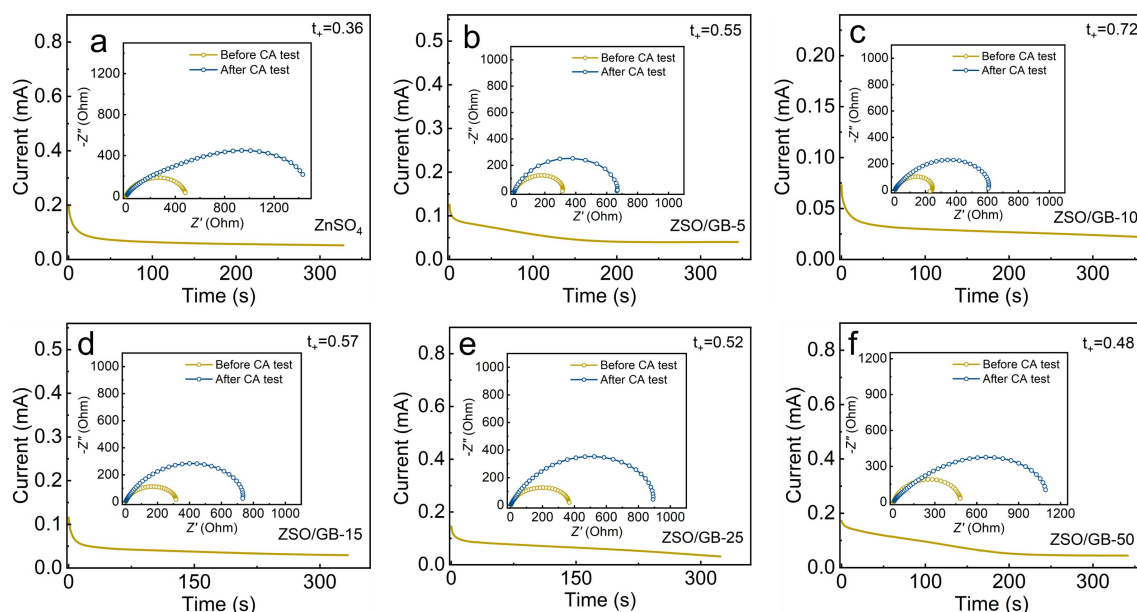 a
t+=0.36
Current (mA)
0.8
0.6
0.4
0.2
0.0
0
100
200
300
Time (s)
ZnSO4
Before CA test
After CA test
-Z″ (Ohm)
1400
1200
800
400
0
0
400
800
1200
Z′ (Ohm)
b
t+=0.55
Current (mA)
0.5
0.4
0.3
0.2
0.1
0.0
0
100
200
300
Time (s)
ZSO/GB-5
Before CA test
After CA test
-Z″ (Ohm)
1000
800
600
400
200
0
0 200 400 600 800 1000
Z′ (Ohm)
c
t+=0.72
Current (mA)
0.20
0.15
0.10
0.05
0.00
0
100
200
300
Time (s)
ZSO/GB-10
Before CA test
After CA test
-Z″ (Ohm)
1000
800
600
400
200
0
0 200 400 600 800 1000
Z′ (Ohm)
d
t+=0.57
Current (mA)
0.5
0.4
0.3
0.2
0.1
0.0
0
100
200
300
Time (s)
ZSO/GB-15
Before CA test
After CA test
-Z″ (Ohm)
1000
800
600
400
200
0
0 200 400 600 800 1000
Z′ (Ohm)
e
t+=0.52
Current (mA)
0.8
0.6
0.4
0.2
0.0
0
150
300
Time (s)
ZSO/GB-25
Before CA test
After CA test
-Z″ (Ohm)
1000
800
600
400
200
0
0 200 400 600 800 1000
Z′ (Ohm)
f
t+=0.48
Current (mA)
0.8
0.6
0.4
0.2
0.0
0
100
200
300
Time (s)
ZSO/GB-50
Before CA test
After CA test
-Z″ (Ohm)
1200
900
600
300
0
0 300 600 900 1200
Z′ (Ohm)